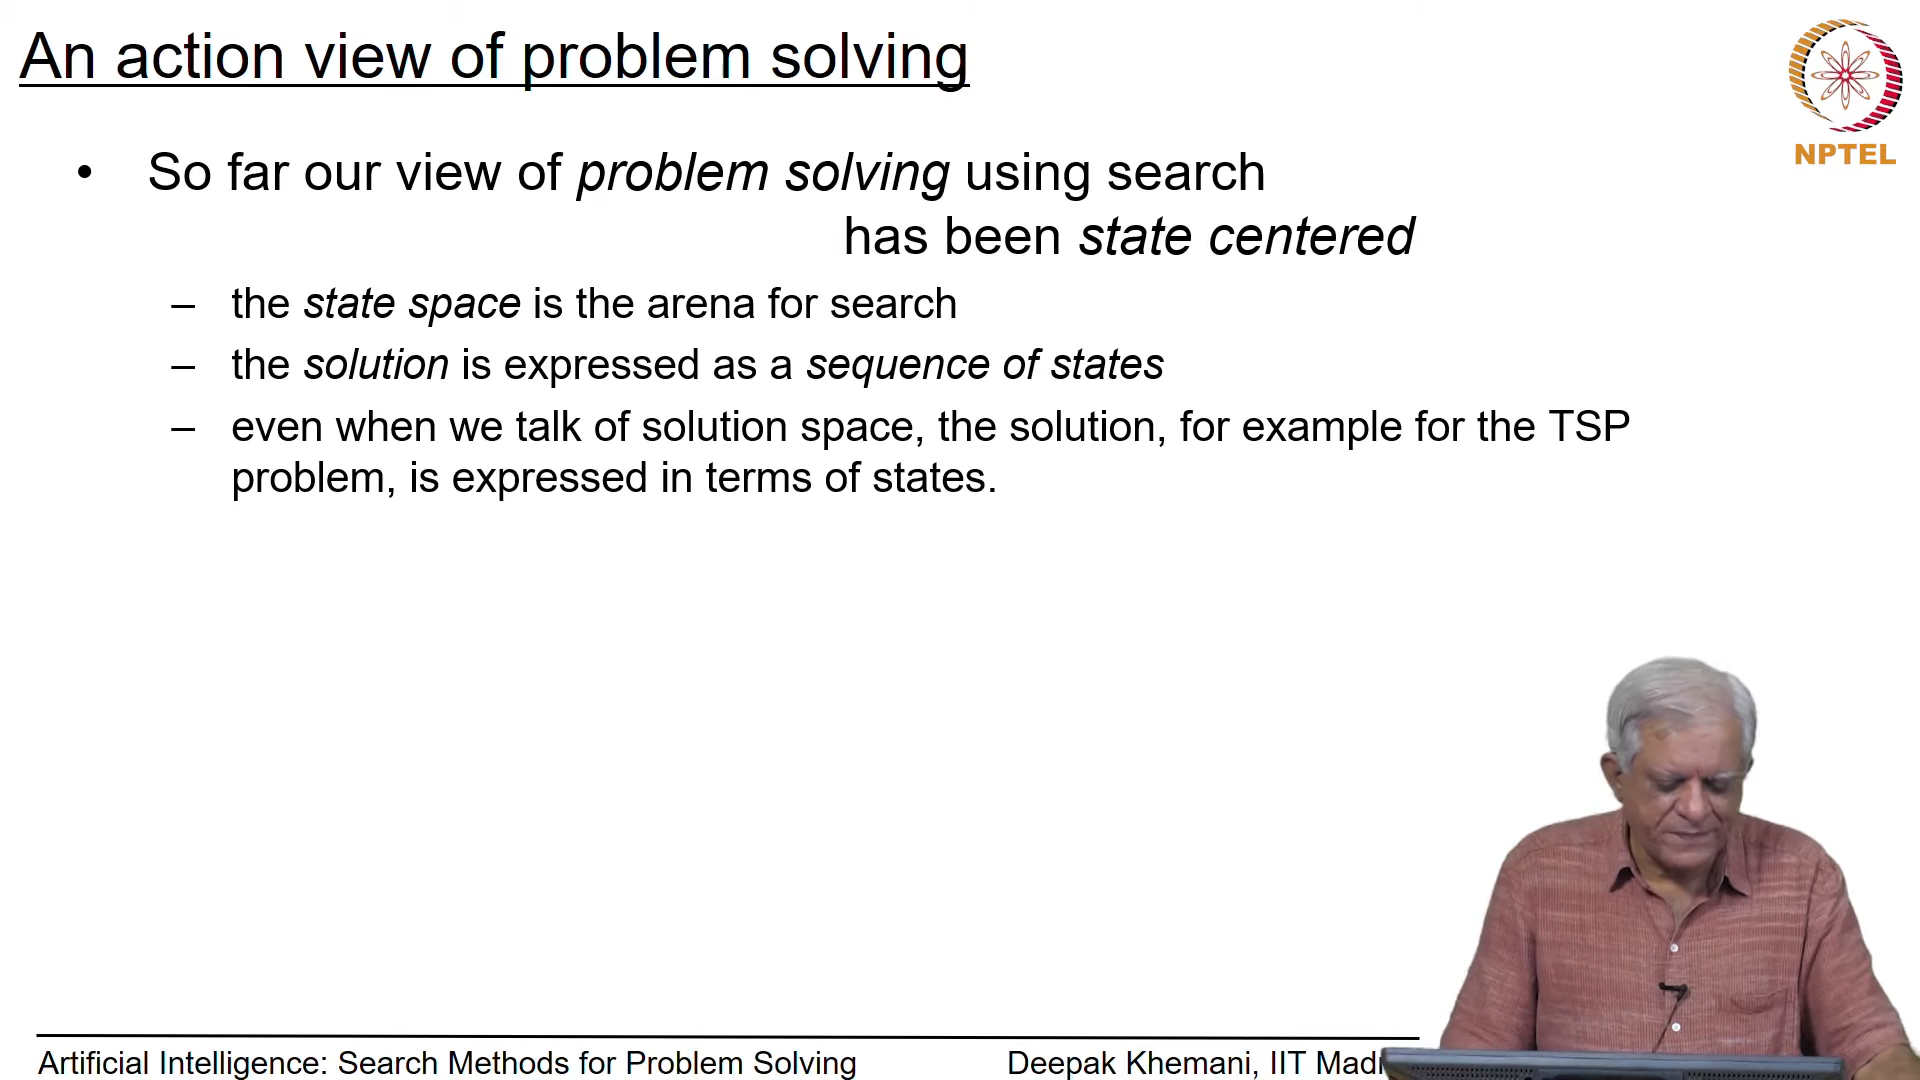 An action view of problem solving
NPTEL
• So far our view of problem solving using search
has been state centered
– the state space is the arena for search
– the solution is expressed as a sequence of states
– even when we talk of solution space, the solution, for example for the TSP
problem, is expressed in terms of states.
Artificial Intelligence: Search Methods for Problem Solving
Deepak Khemani, IIT